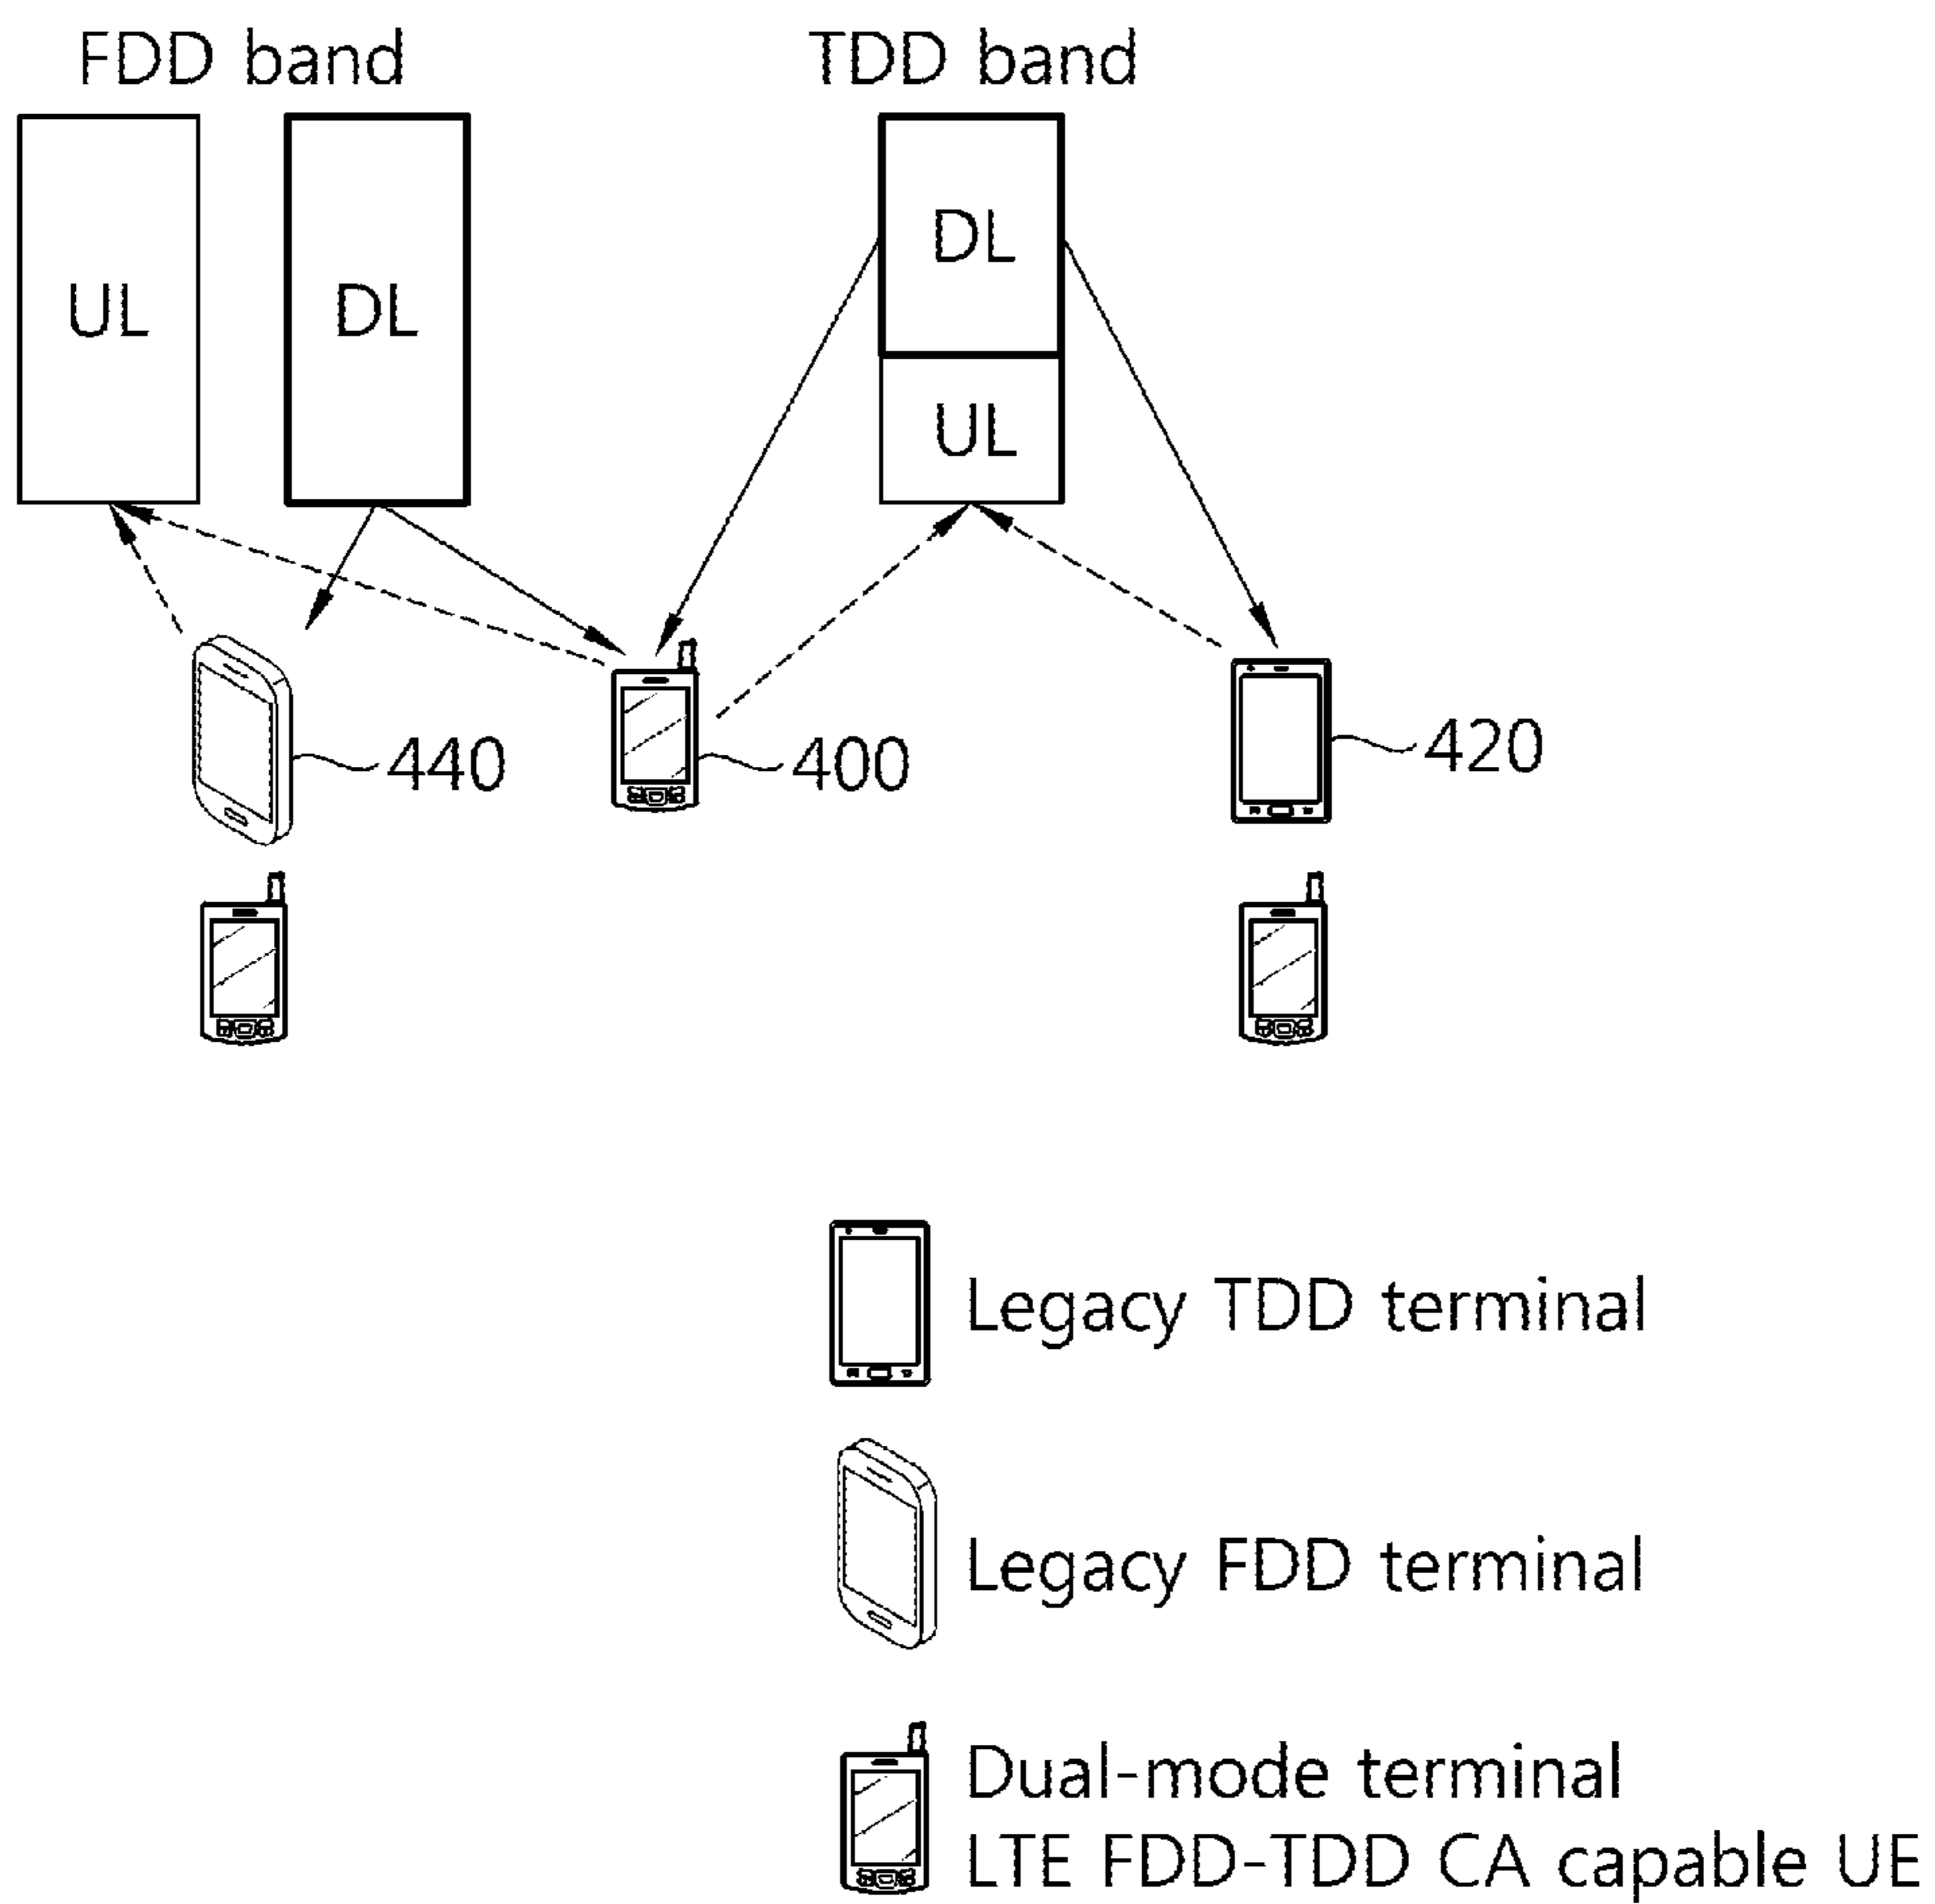 FDD band
TDD band
UL
DL
DL
UL
440
400
420
Legacy TDD terminal
Legacy FDD terminal
Dual-mode terminal
LTE FDD-TDD CA capable UE